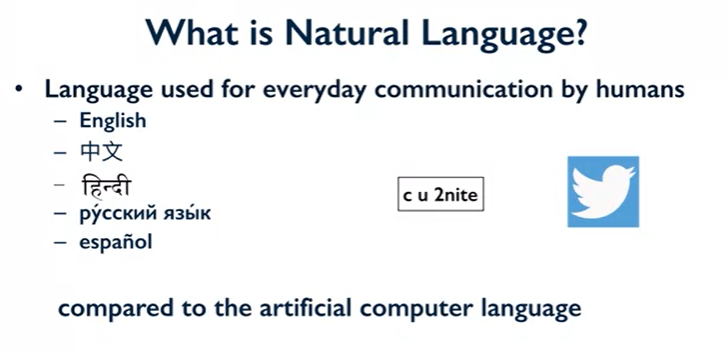 What is Natural Language?
• Language used for everyday communication by humans
– English
– 中文
– हिन्दी
– ру́сский язы́к
– español
c u 2nite
compared to the artificial computer language